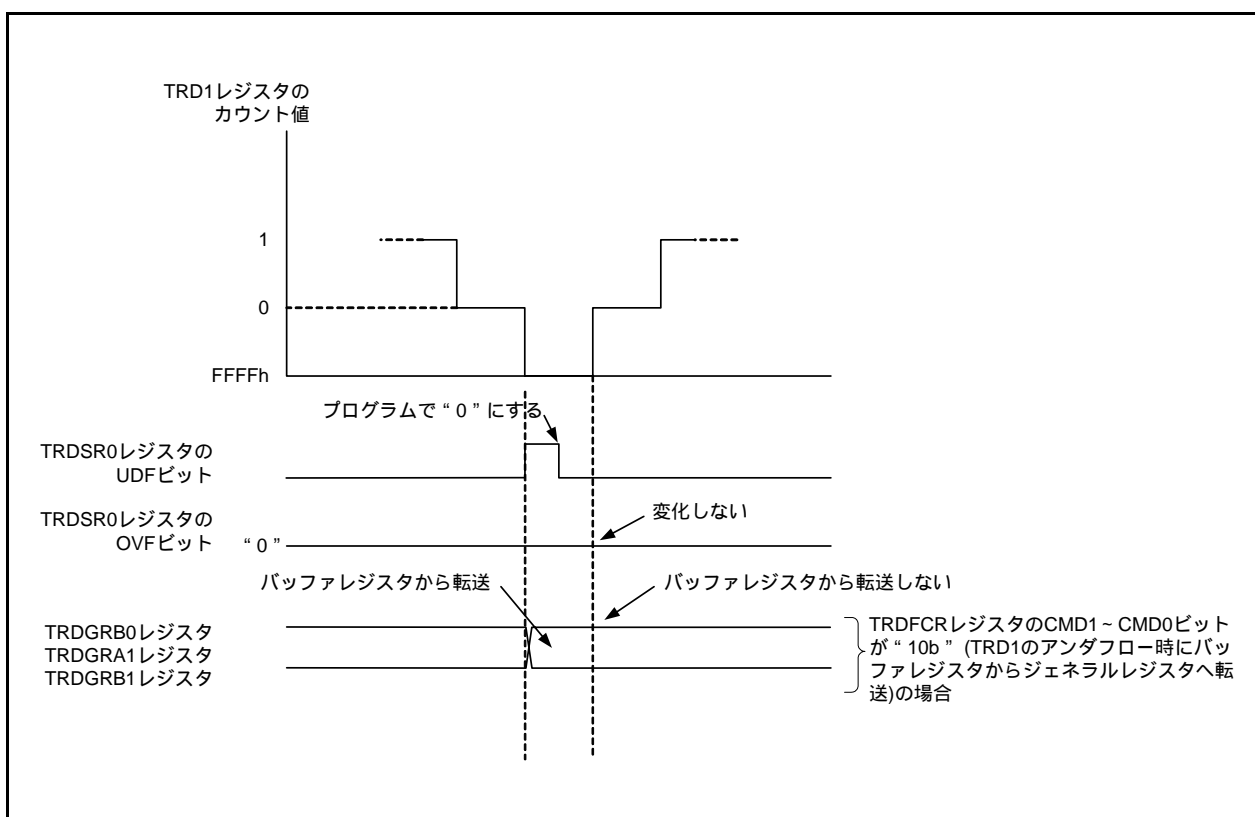 TRD1レジスタの
カウント値
1
0
FFFFh
プログラムで“0”にする
TRDSR0レジスタの
UDFビット
変化しない
TRDSR0レジスタの
OVFビット
“0”
バッファレジスタから転送
バッファレジスタから転送しない
TRDGRB0レジスタ
TRDGRA1レジスタ
TRDGRB1レジスタ
TRDFCRレジスタのCMD1~CMD0ビット
が“10b”(TRD1のアンダフロー時にバッ
ファレジスタからジェネラルレジスタへ転
送)の場合